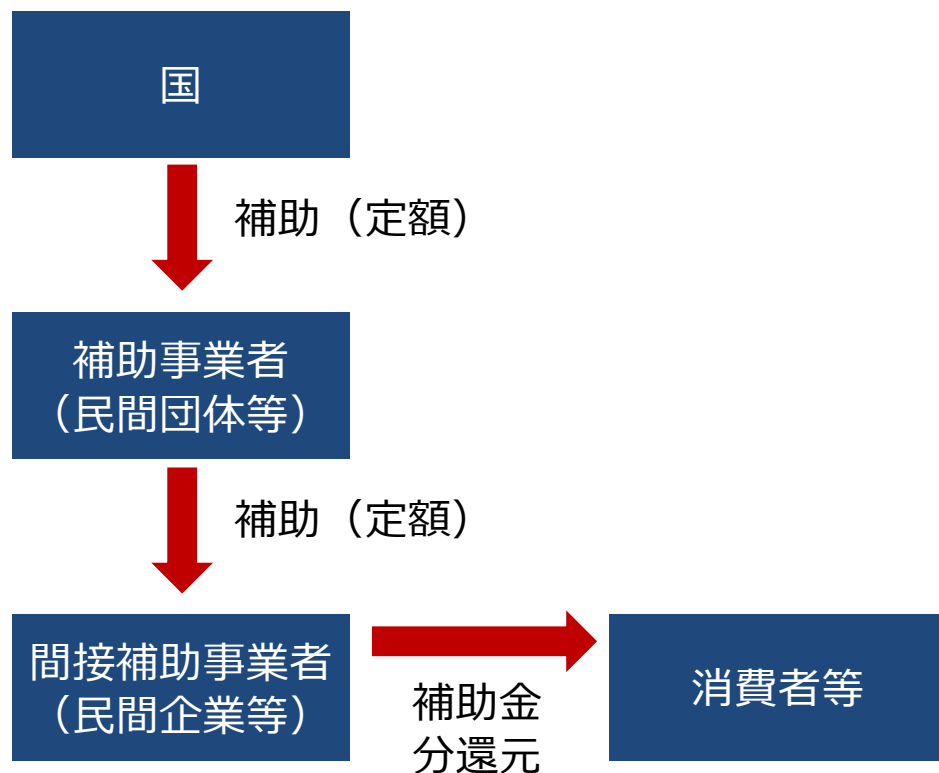 国
補助（定額）
補助事業者
（民間団体等）
補助（定額）
間接補助事業者
（民間企業等）
補助金
分還元
消費者等